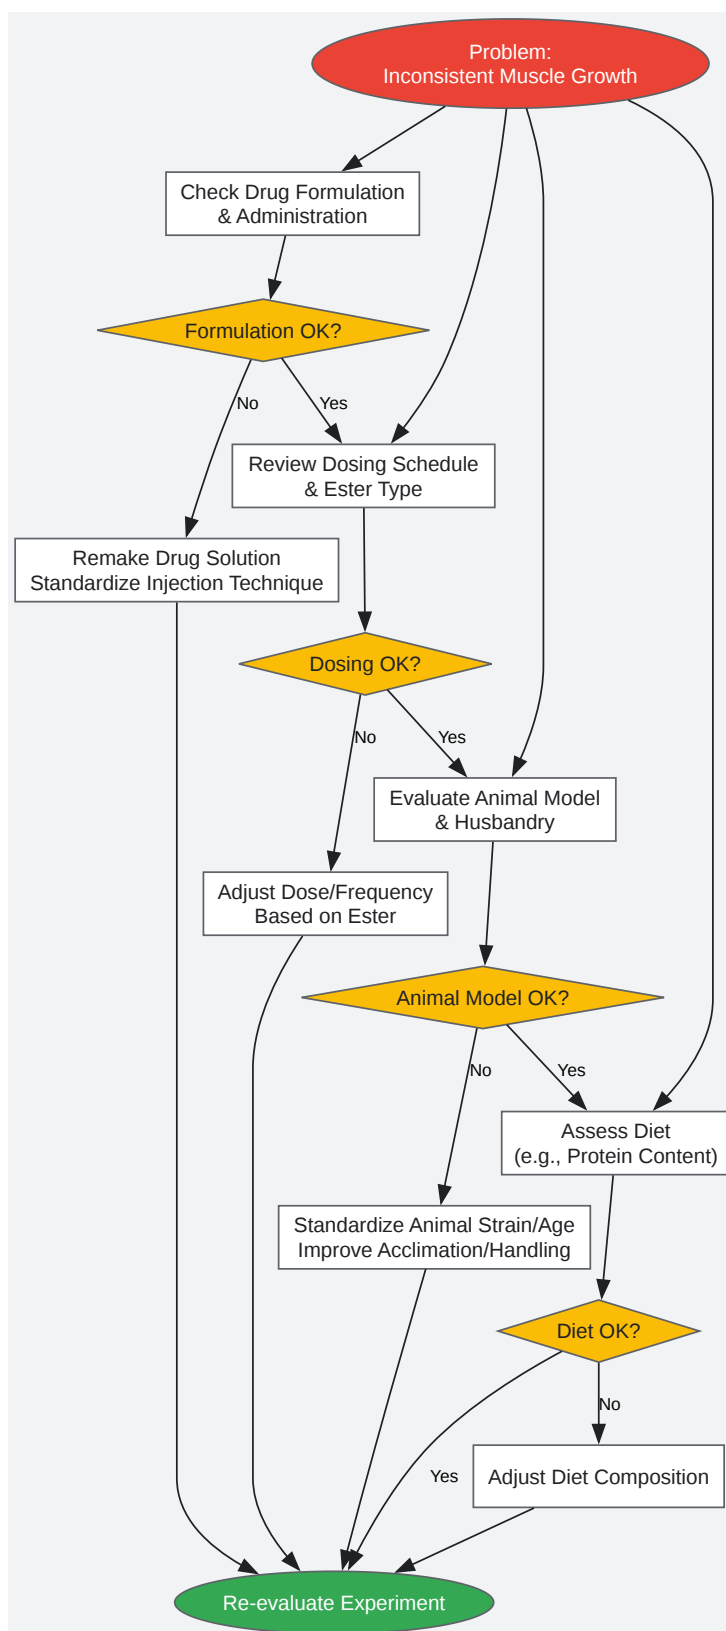 Problem:
Inconsistent Muscle Growth
Check Drug Formulation
& Administration
Formulation OK?
No
Yes
Review Dosing Schedule
& Ester Type
Remake Drug Solution
Standardize Injection Technique
Dosing OK?
No
Yes
Evaluate Animal Model
& Husbandry
Adjust Dose/Frequency
Based on Ester
Animal Model OK?
No
Yes
Assess Diet
(e.g., Protein Content)
Standardize Animal Strain/Age
Improve Acclimation/Handling
Diet OK?
No
Yes
Adjust Diet Composition
Re-evaluate Experiment